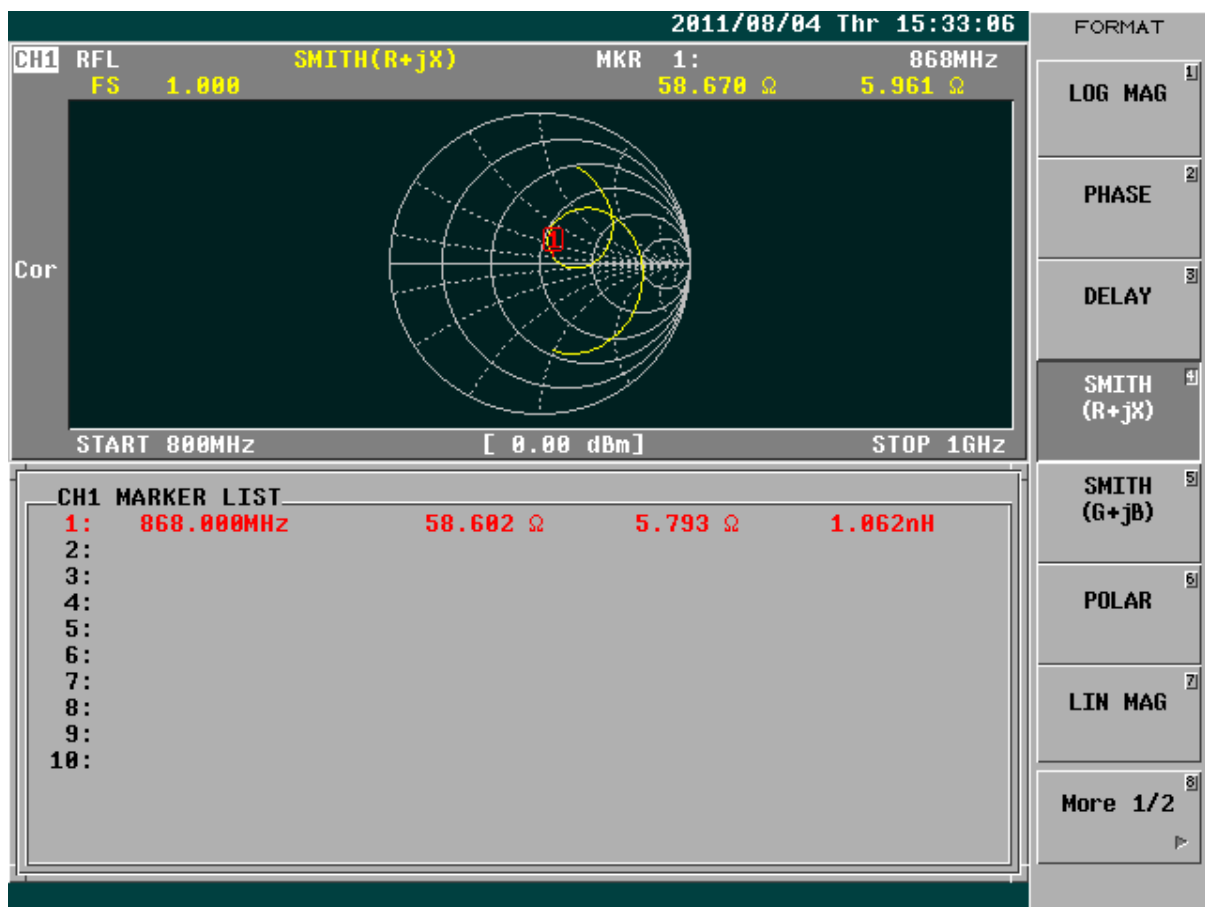 2011/08/04 Thr 15:33:06
CH1 RFL SMITH(R+jX) MKR 1: 868MHz
FS 1.000 58.670 Ω 5.961 Ω
1
Cor
START 800MHz [ 0.00 dBm] STOP 1GHz
CH1 MARKER LIST
1: 868.000MHz 58.602 Ω 5.793 Ω 1.062nH
2:
3:
4:
5:
6:
7:
8:
9:
10:
FORMAT
1
LOG MAG
2
PHASE
3
DELAY
4
SMITH
(R+jX)
5
SMITH
(G+jB)
6
POLAR
7
LIN MAG
8
More 1/2